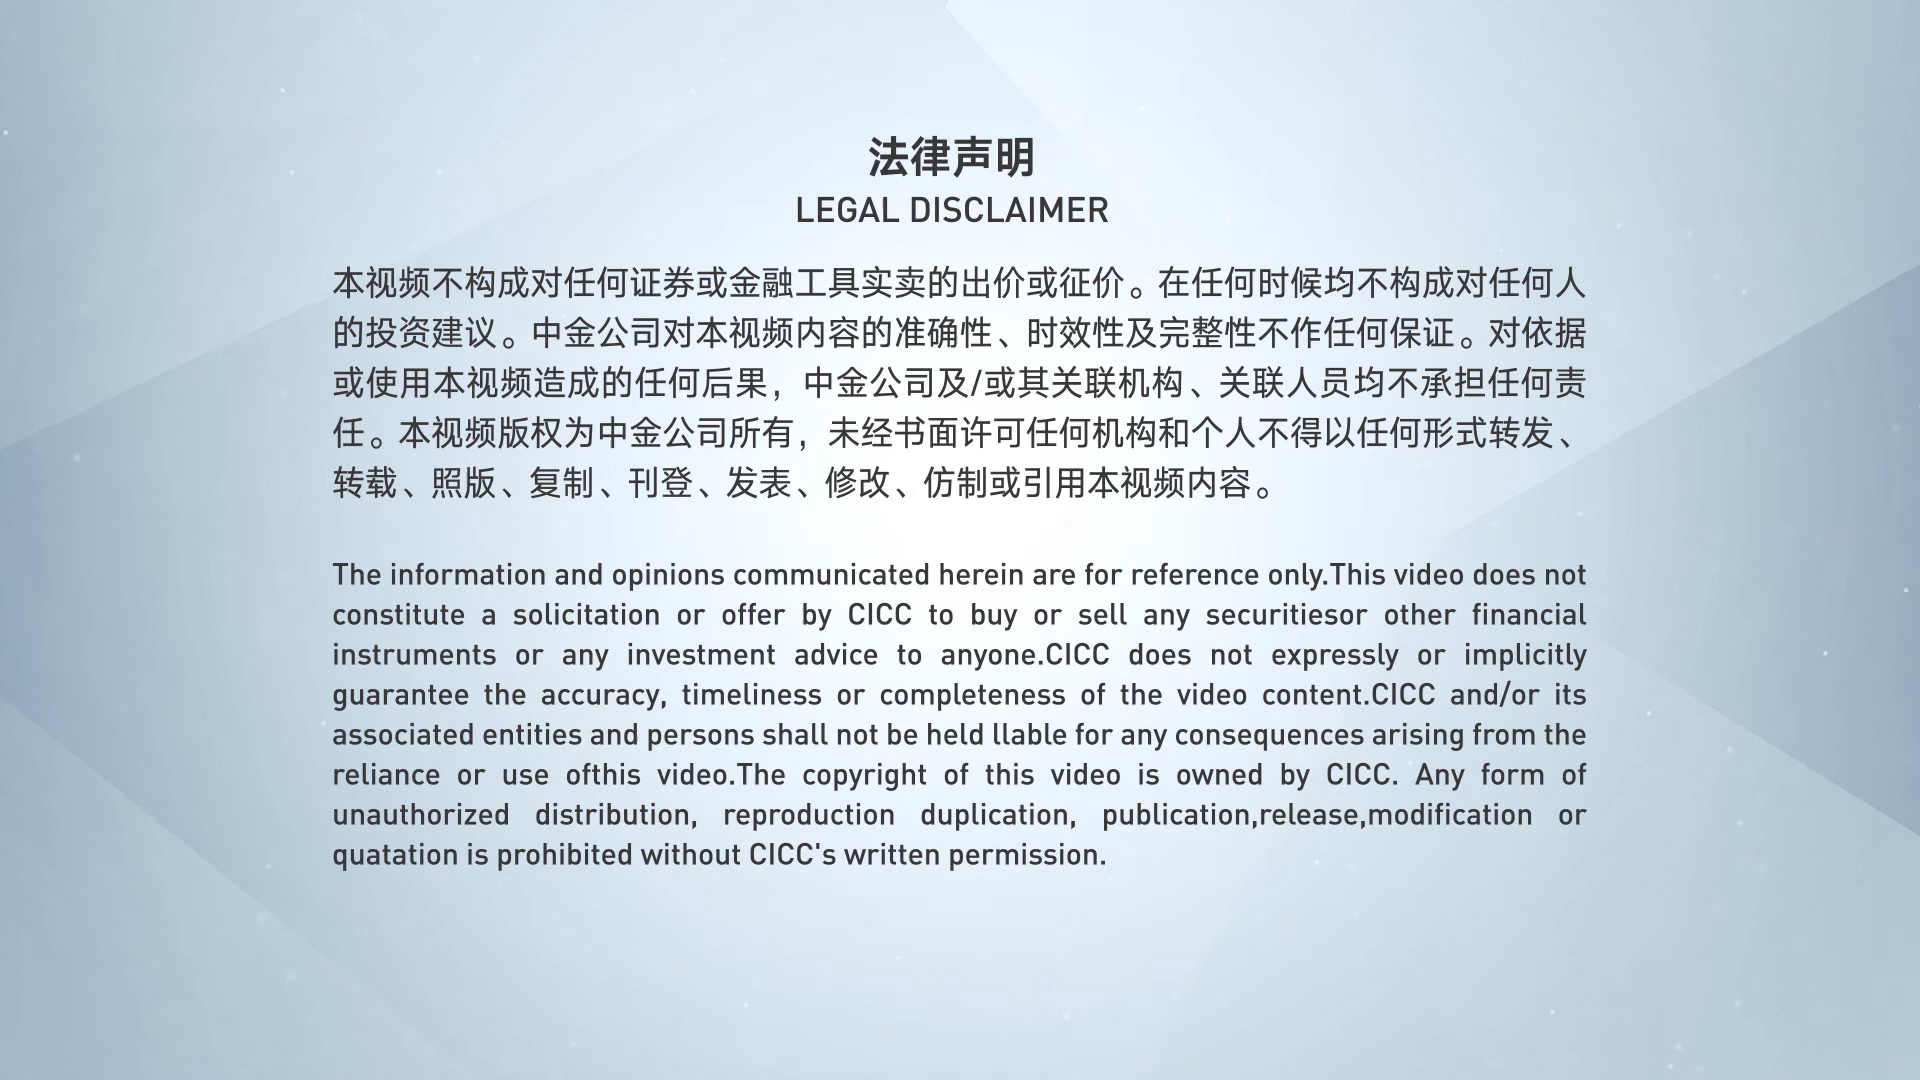 法律声明
LEGAL DISCLAIMER
本视频不构成对任何证券或金融工具实卖的出价或征价。在任何时候均不构成对任何人
的投资建议。中金公司对本视频内容的准确性、时效性及完整性不作任何保证。对依据
或使用本视频造成的任何后果，中金公司及/或其关联机构、关联人员均不承担任何责
任。本视频版权为中金公司所有，未经书面许可任何机构和个人不得以任何形式转发、
转载、照版、复制、刊登、发表、修改、仿制或引用本视频内容。
The information and opinions communicated herein are for reference only.This video does not
constitute a solicitation or offer by CICC to buy or sell any securitiesor other financial
instruments or any investment advice to anyone.CICC does not expressly or implicitly
guarantee the accuracy, timeliness or completeness of the video content.CICC and/or its
associated entities and persons shall not be held llable for any consequences arising from the
reliance or use ofthis video.The copyright of this video is owned by CICC. Any form of
unauthorized distribution, reproduction duplication, publication,release,modification or
quatation is prohibited without CICC's written permission.